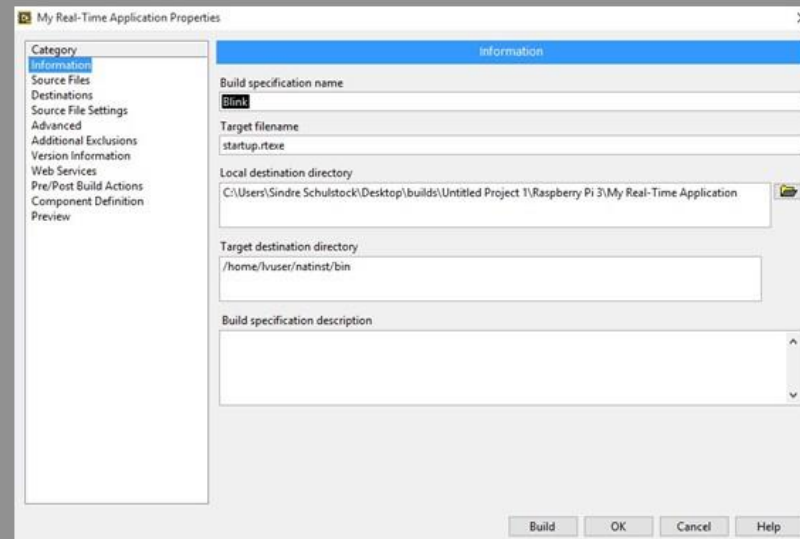 My Real-Time Application Properties
Category
Information
Source Files
Destinations
Source File Settings
Advanced
Additional Exclusions
Version Information
Web Services
Pre/Post Build Actions
Component Definition
Preview
Information
Build specification name
Blink
Target filename
startup.rtexe
Local destination directory
C:\Users\Sindre Schulstock\Desktop\builds\Untitled Project 1\Raspberry Pi 3\My Real-Time Application
Target destination directory
/home/lvuser/natinst/bin
Build specification description
Build OK Cancel Help